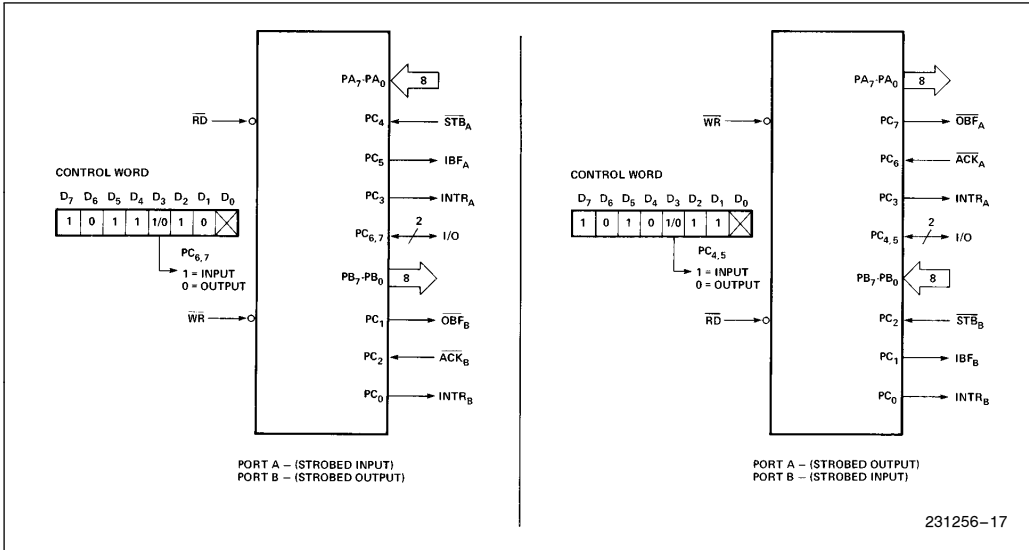 PA7-PA0 8
RD PC4 STBA
PC5 IBFA
CONTROL WORD
D7 D6 D5 D4 D3 D2 D1 D0
PC3 INTRA
1 0 1 1 1/0 1 0
PC6,7 2 I/O
PC6,7
1 = INPUT
0 = OUTPUT
PB7-PB0 8
WR PC1 OBFB
PC2 ACKB
PC0 INTRB
PORT A – (STROBED INPUT)
PORT B – (STROBED OUTPUT)
PA7-PA0 8
WR PC7 OBFA
PC6 ACKA
CONTROL WORD
D7 D6 D5 D4 D3 D2 D1 D0
PC3 INTRA
1 0 1 0 1/0 1 1
PC4,5 2 I/O
PC4,5
1 = INPUT
0 = OUTPUT
PB7-PB0 8
RD PC2 STBB
PC1 IBFB
PC0 INTRB
PORT A – (STROBED OUTPUT)
PORT B – (STROBED INPUT)
231256–17